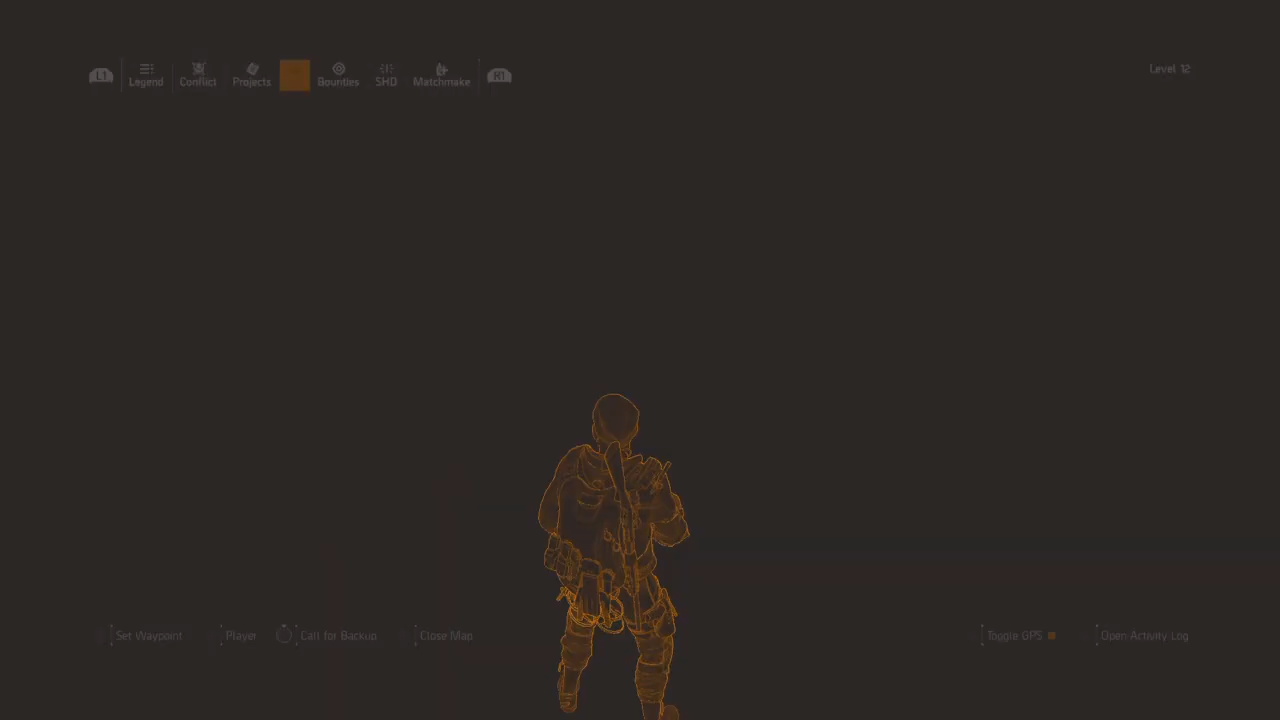 L1 Legend Conflict Projects Bounties SHD Matchmake R1 Level 12
Set Waypoint Player Call for Backup Close Map Toggle GPS Open Activity Log